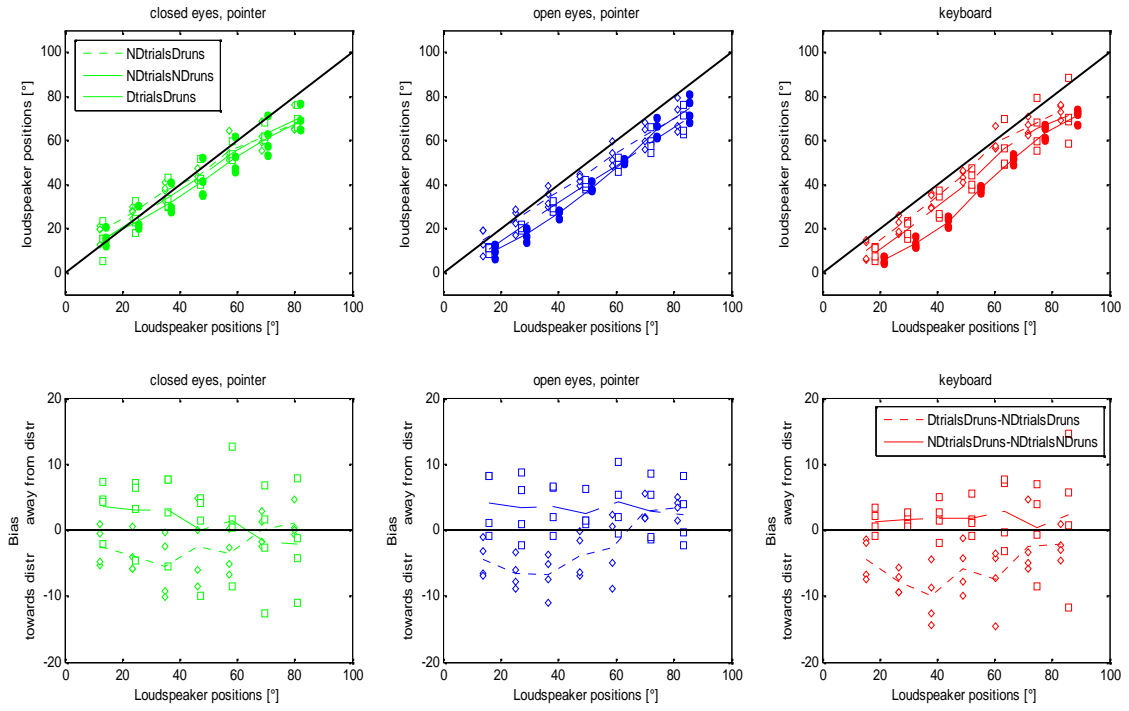 closed eyes, pointer
open eyes, pointer
keyboard
NDtrialsDruns
NDtrialsNDruns
DtrialsDruns
loudspeaker positions [°]
100
80
60
40
20
0
0
20
40
60
80
100
Loudspeaker positions [°]
loudspeaker positions [°]
100
80
60
40
20
0
0
20
40
60
80
100
Loudspeaker positions [°]
loudspeaker positions [°]
100
80
60
40
20
0
0
20
40
60
80
100
Loudspeaker positions [°]
closed eyes, pointer
open eyes, pointer
keyboard
Bias
towards distr away from distr
20
10
0
-10
-20
0
20
40
60
80
100
Loudspeaker positions [°]
Bias
towards distr away from distr
20
10
0
-10
-20
0
20
40
60
80
100
Loudspeaker positions [°]
DtrialsDruns-NDtrialsDruns
NDtrialsDruns-NDtrialsNDruns
Bias
towards distr away from distr
20
10
0
-10
-20
0
20
40
60
80
100
Loudspeaker positions [°]